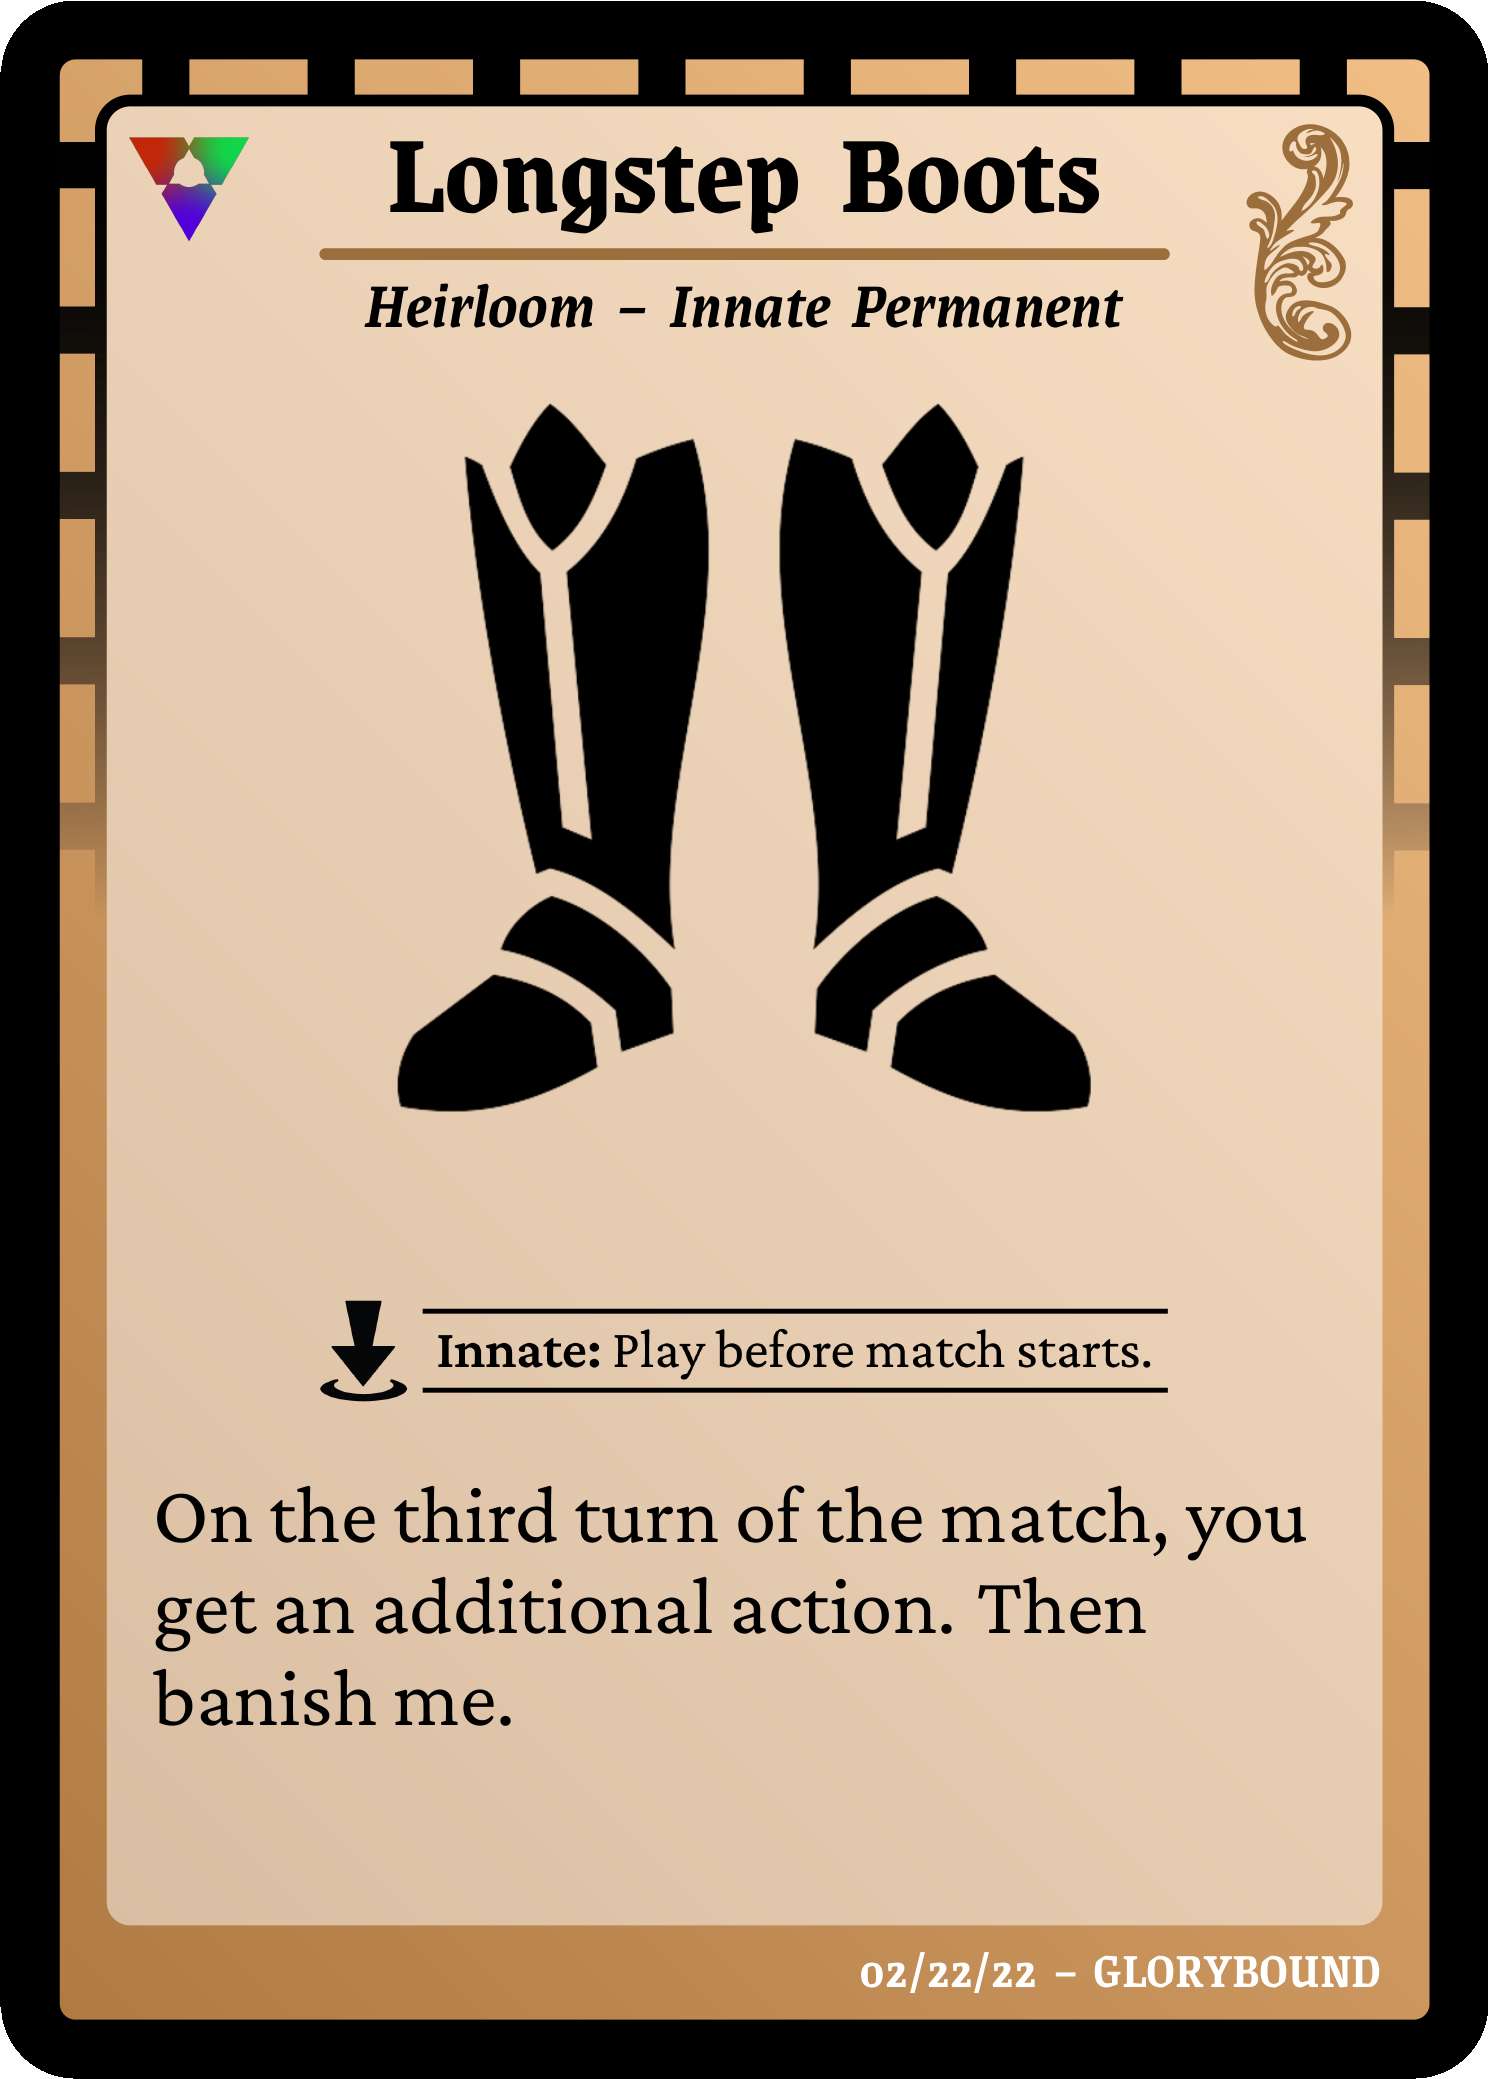 Longstep Boots
Heirloom – Innate Permanent
Innate: Play before match starts.
On the third turn of the match, you
get an additional action. Then
banish me.
02/22/22 – GLORYBOUND